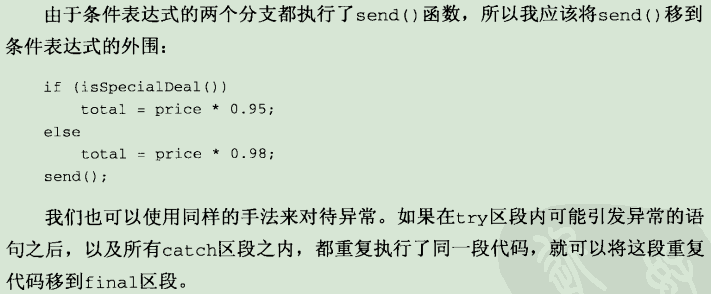 由于条件表达式的两个分支都执行了send()函数，所以我应该将send()移到
条件表达式的外围：
if (isSpecialDeal())
total = price * 0.95;
else
total = price * 0.98;
send();
我们也可以使用同样的手法来对待异常。如果在try区段内可能引发异常的语
句之后，以及所有catch区段之内，都重复执行了同一段代码，就可以将这段重复
代码移到final区段。